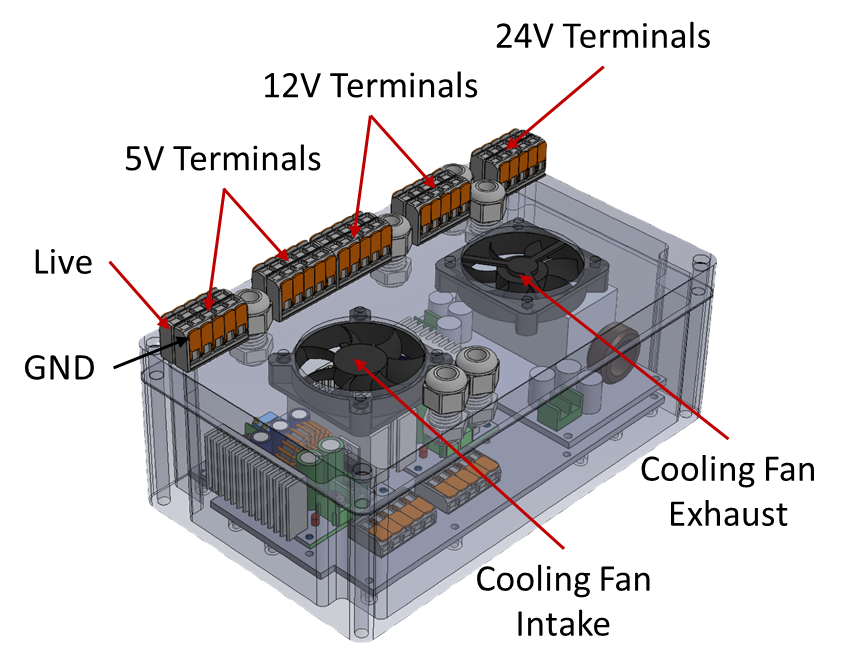 24V Terminals
12V Terminals
5V Terminals
Live
GND
Cooling Fan
Exhaust
Cooling Fan
Intake